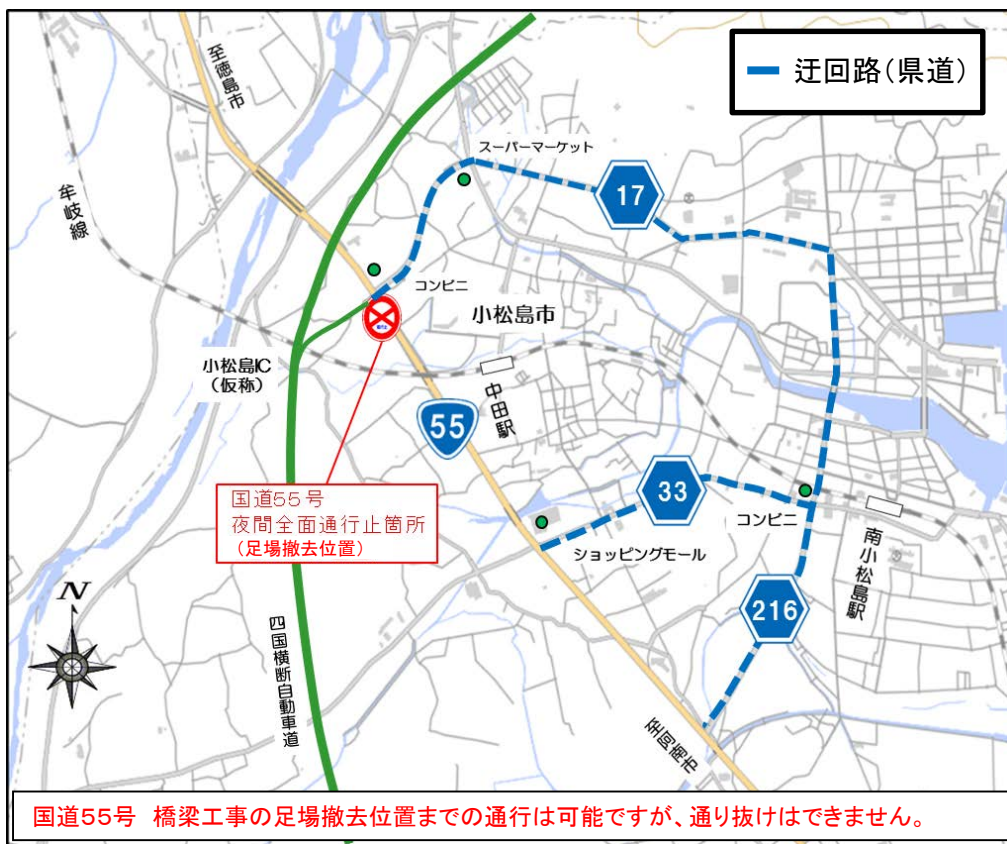 迂回路(県道)
至徳島市
スーパーマーケット
17
牟岐線
コンビニ
小松島市
小松島IC
(仮称)
中田駅
55
国道55号
夜間全面通行止箇所
(足場撤去位置)
33
コンビニ
ショッピングモール
南小松島駅
216
N
四国横断自動車道
至阿南市
国道55号 橋梁工事の足場撤去位置までの通行は可能ですが、通り抜けはできません。